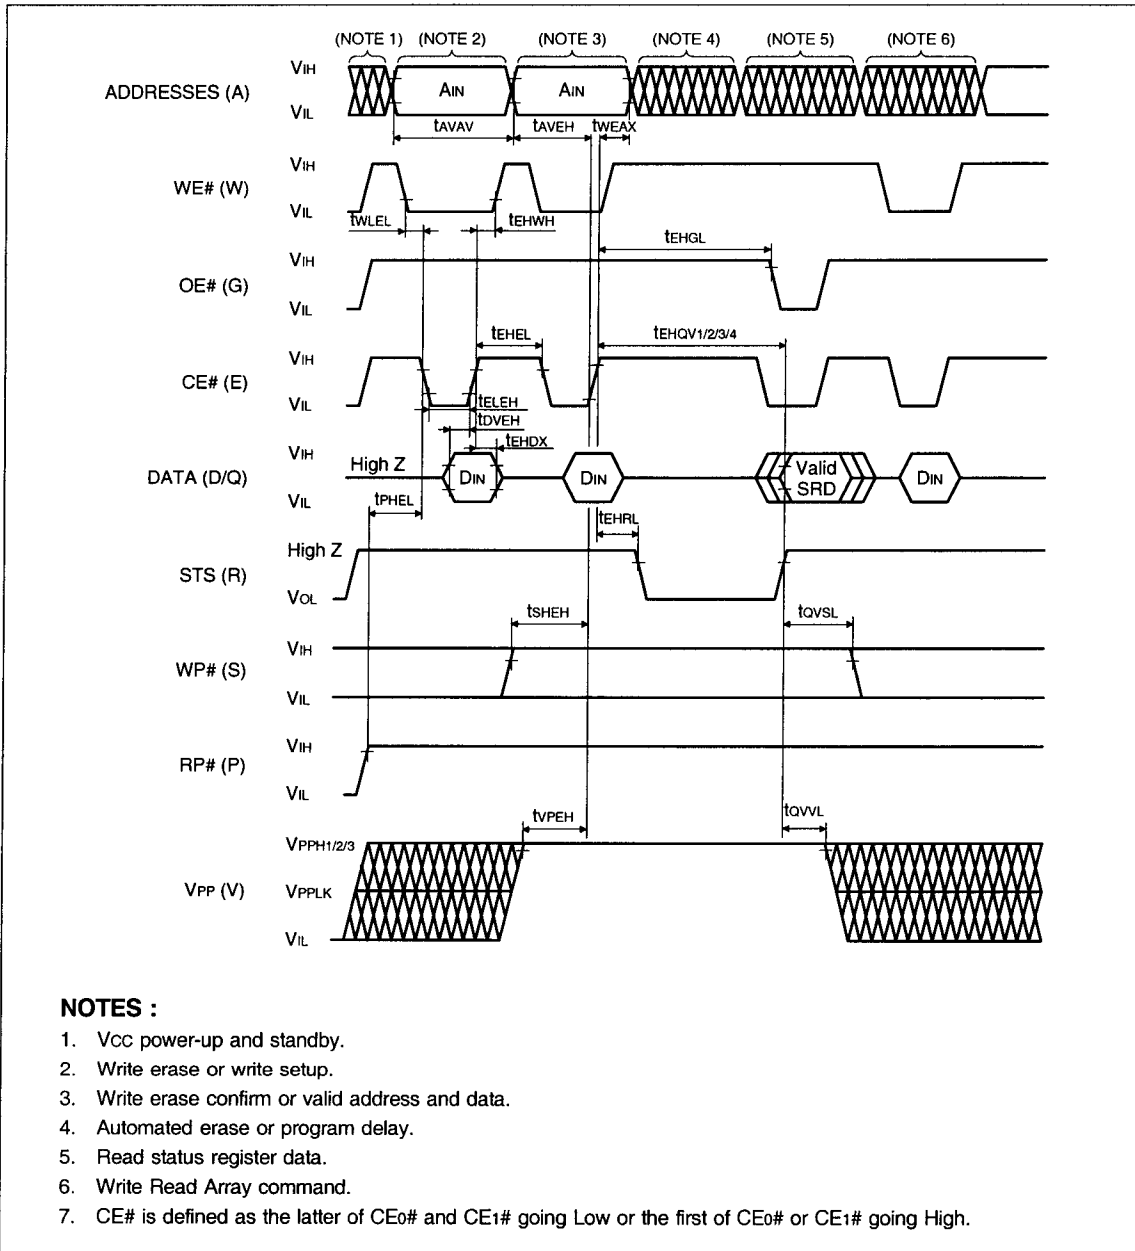 (NOTE 1) (NOTE 2) (NOTE 3) (NOTE 4) (NOTE 5) (NOTE 6)
VIH
ADDRESSES (A) AIN AIN
VIL
tAVAV tAVEH tWEAX
VIH
WE# (W)
VIL
tWLEL tEHWH
tEHGL
VIH
OE# (G)
VIL
tEHEL tEHQV1/2/3/4
VIH
CE# (E)
VIL
tELEH
tDVEH
tEHDX
VIH
High Z
DATA (D/Q) DIN DIN Valid SRD DIN
VIL
tPHEL
tEHRL
High Z
STS (R)
VOL
tSHEH tQVSL
VIH
WP# (S)
VIL
VIH
RP# (P)
VIL
tVPEH tQVVL
VPPH1/2/3
VPP (V) VPPLK
VIL
NOTES :
1. VCC power-up and standby.
2. Write erase or write setup.
3. Write erase confirm or valid address and data.
4. Automated erase or program delay.
5. Read status register data.
6. Write Read Array command.
7. CE# is defined as the latter of CE0# and CE1# going Low or the first of CE0# or CE1# going High.